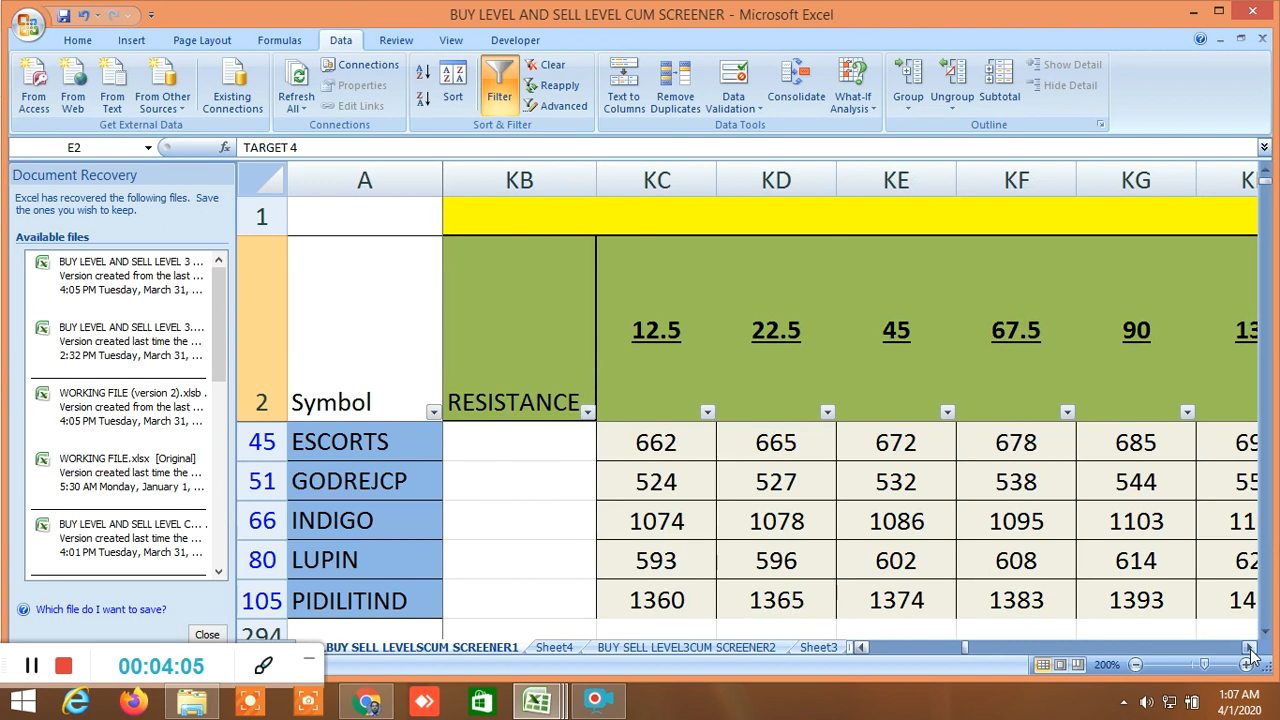 BUY LEVEL AND SELL LEVEL CUM SCREENER - Microsoft Excel
Home Insert Page Layout Formulas Data Review View Developer
From Access
From Web
From Text
From Other Sources
Existing Connections
Get External Data
Refresh All
Connections
Properties
Edit Links
Connections
Sort
Filter
Clear
Reapply
Advanced
Sort & Filter
Text to Columns
Remove Duplicates
Data Validation
Consolidate
What-If Analysis
Data Tools
Group
Ungroup
Subtotal
Show Detail
Hide Detail
Outline
E2 fx TARGET 4
Document Recovery
Excel has recovered the following files. Save
the ones you wish to keep.
Available files
BUY LEVEL AND SELL LEVEL 3 ...
Version created from the last ...
4:05 PM Tuesday, March 31, ...
BUY LEVEL AND SELL LEVEL 3....
Version created last time the ...
2:32 PM Tuesday, March 31, ...
WORKING FILE (version 2).xlsb ...
Version created from the last ...
4:05 PM Tuesday, March 31, ...
WORKING FILE.xlsx [Original]
Version created last time the ...
5:30 AM Monday, January 1, ...
BUY LEVEL AND SELL LEVEL C...
Version created from the last ...
4:01 PM Tuesday, March 31, ...
Which file do I want to save?
Close
A KB KC KD KE KF KG
1
12.5 22.5 45 67.5 90
2 Symbol RESISTANCE
45 ESCORTS 662 665 672 678 685
51 GODREJCP 524 527 532 538 544
66 INDIGO 1074 1078 1086 1095 1103
80 LUPIN 593 596 602 608 614
105 PIDILITIND 1360 1365 1374 1383 1393
294
BUY SELL LEVELSCUM SCREENER1 Sheet4 BUY SELL LEVEL3CUM SCREENER2 Sheet3
00:04:05
200%
1:07 AM
4/1/2020